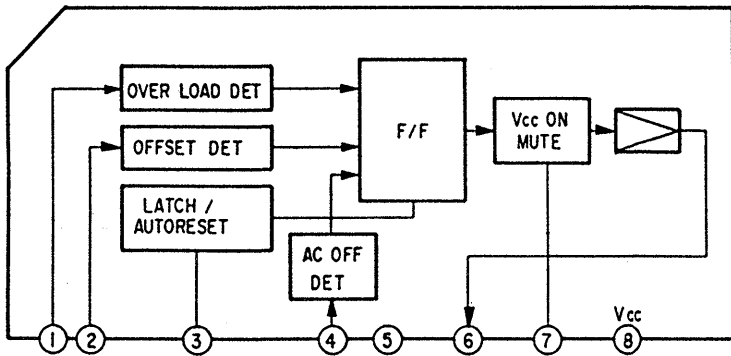 OVER LOAD DET
OFFSET DET
LATCH /
AUTORESET
F/F
AC OFF
DET
Vcc ON
MUTE
Vcc
1 2 3 4 5 6 7 8